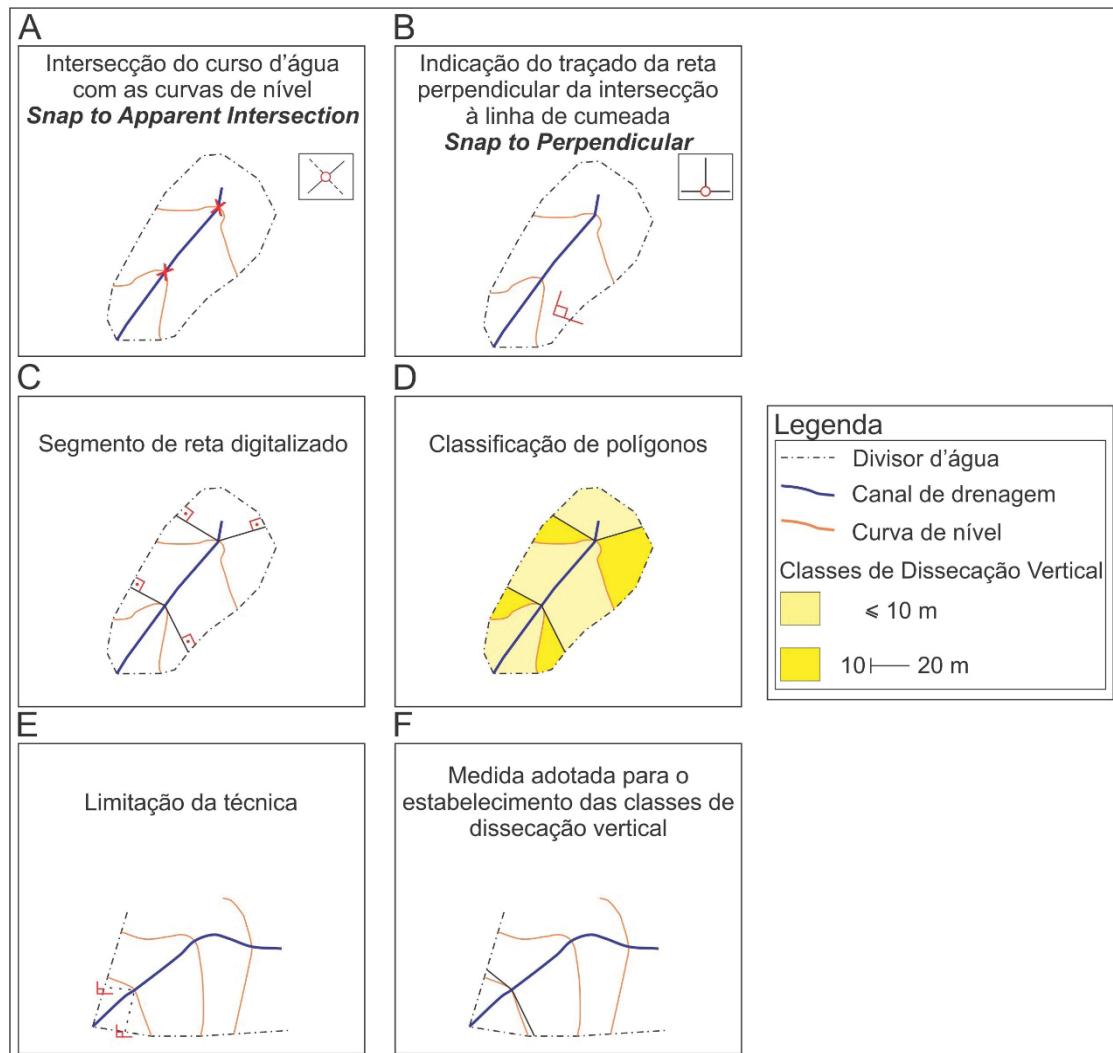 A
Intersecção do curso d'água
com as curvas de nível
Snap to Apparent Intersection
B
Indicação do traçado da reta
perpendicular da intersecção
à linha de cumeada
Snap to Perpendicular
C
Segmento de reta digitalizado
D
Classificação de polígonos
Legenda
Divisor d'água
Canal de drenagem
Curva de nível
Classes de Dissecação Vertical
⩽ 10 m
10 20 m
E
Limitação da técnica
F
Medida adotada para o
estabelecimento das classes de
dissecação vertical